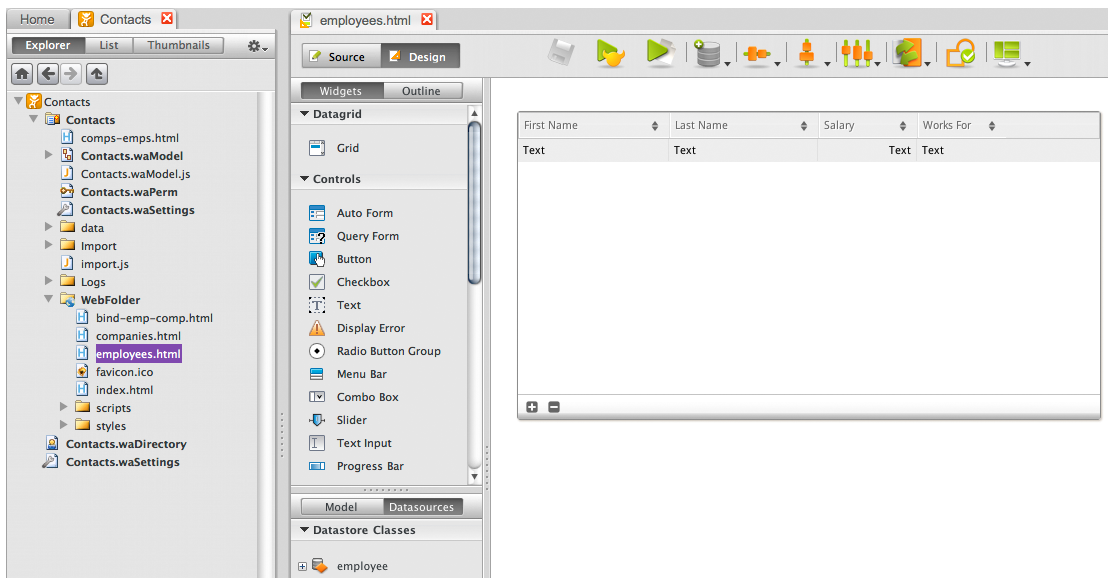 Home
Contacts
Explorer
List
Thumbnails
Contacts
Contacts
comps-emps.html
Contacts.waModel
Contacts.waModel.js
Contacts.waPerm
Contacts.waSettings
data
Import
import.js
Logs
WebFolder
bind-emp-comp.html
companies.html
employees.html
favicon.ico
index.html
scripts
styles
Contacts.waDirectory
Contacts.waSettings
employees.html
Source
Design
Widgets
Outline
Datagrid
Grid
Controls
Auto Form
Query Form
Button
Checkbox
Text
Display Error
Radio Button Group
Menu Bar
Combo Box
Slider
Text Input
Progress Bar
Model
Datasources
Datastore Classes
employee
First Name Last Name Salary Works For
Text Text Text Text